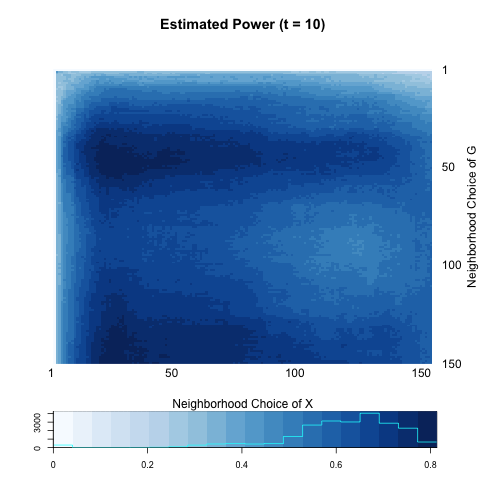 Estimated Power (t = 10)
1
50
100
150
Neighborhood Choice of G
1 50 100 150
Neighborhood Choice of X
0 3000
0 0.2 0.4 0.6 0.8